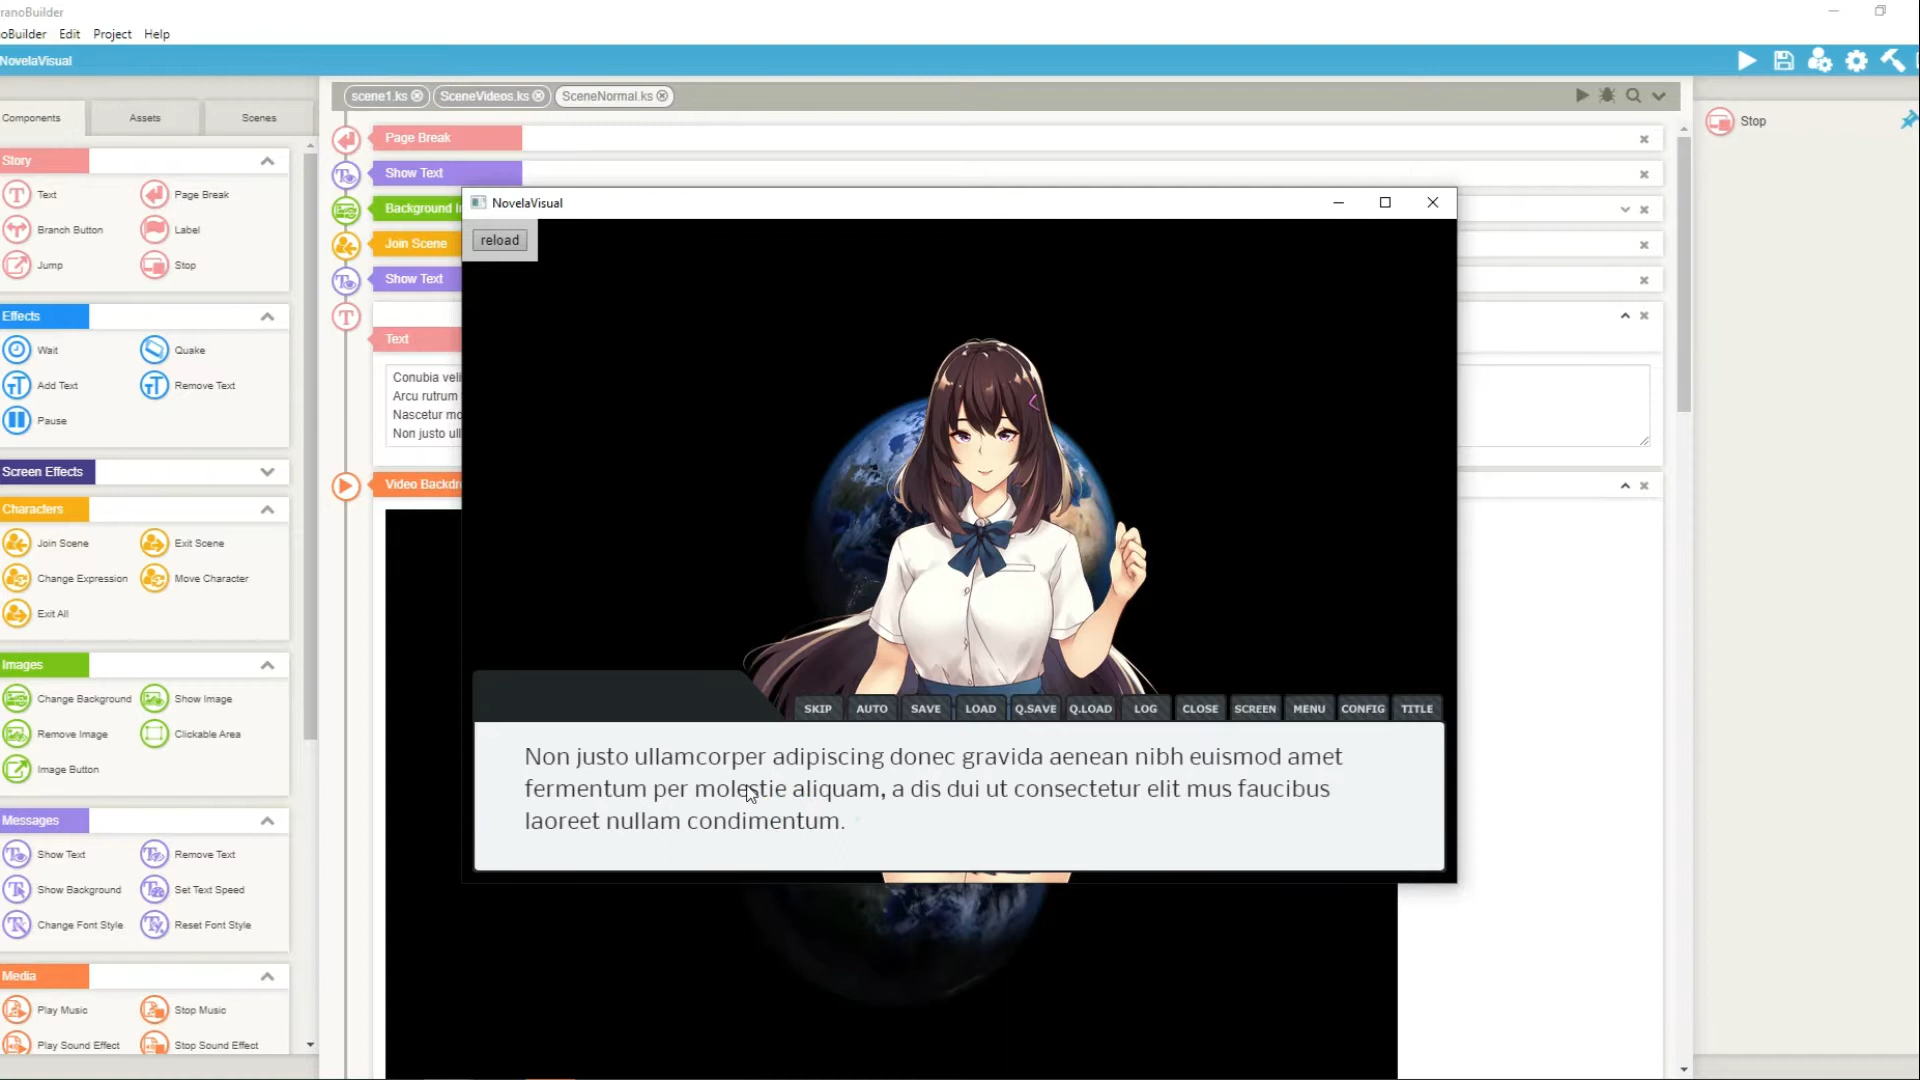 ranoBuilder
oBuilder Edit Project Help
NovelaVisual
Components Assets Scenes
Story
Text Page Break
Branch Button Label
Jump Stop
Effects
Wait Quake
Add Text Remove Text
Pause
Screen Effects
Characters
Join Scene Exit Scene
Change Expression Move Character
Exit All
Images
Change Background Show Image
Remove Image Clickable Area
Image Button
Messages
Show Text Remove Text
Show Background Set Text Speed
Change Font Style Reset Font Style
Media
Play Music Stop Music
Play Sound Effect Stop Sound Effect
scene1.ks SceneVideos.ks SceneNormal.ks
Page Break
Show Text
Background I
Join Scene
Show Text
Text
Conubia veli
Arcu rutrum
Nascetur mo
Non justo ull
Video Backgr
NovelaVisual
reload
SKIP AUTO SAVE LOAD Q.SAVE Q.LOAD LOG CLOSE SCREEN MENU CONFIG TITLE
Non justo ullamcorper adipiscing donec gravida aenean nibh euismod amet
fermentum per molestie aliquam, a dis dui ut consectetur elit mus faucibus
laoreet nullam condimentum.
Stop